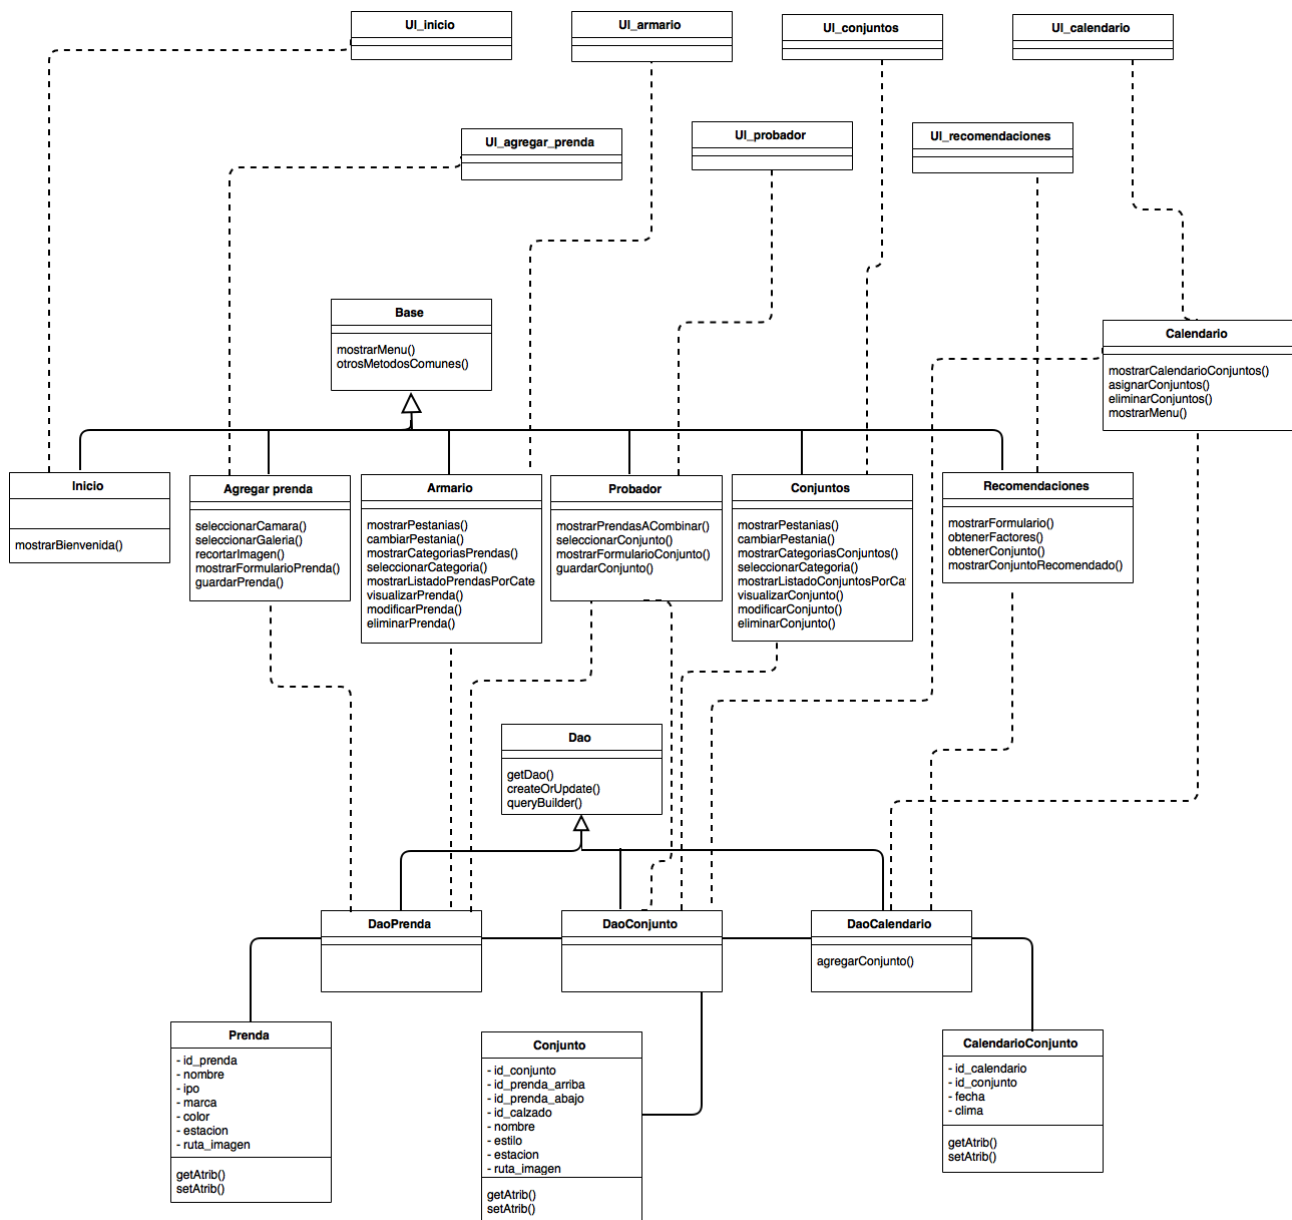 UI_inicio
UI_armario
UI_conjuntos
UI_calendario
UI_agregar_prenda
UI_probador
UI_recomendaciones
Base
mostrarMenu()
otrosMetodosComunes()
Calendario
mostrarCalendarioConjuntos()
asignarConjuntos()
eliminarConjuntos()
mostrarMenu()
Inicio
mostrarBienvenida()
Agregar prenda
seleccionarCamara()
seleccionarGaleria()
recortarImagen()
mostrarFormularioPrenda()
guardarPrenda()
Armario
mostrarPestanias()
cambiarPestania()
mostrarCategoriasPrendas()
seleccionarCategoria()
mostrarListadoPrendasPorCate
visualizarPrenda()
modificarPrenda()
eliminarPrenda()
Probador
mostrarPrendasACombinar()
seleccionarConjunto()
mostrarFormularioConjunto()
guardarConjunto()
Conjuntos
mostrarPestanias()
cambiarPestania()
mostrarCategoriasConjuntos()
seleccionarCategoria()
mostrarListadoConjuntosPorCa
visualizarConjunto()
modificarConjunto()
eliminarConjunto()
Recomendaciones
mostrarFormulario()
obtenerFactores()
obtenerConjunto()
mostrarConjuntoRecomendado()
Dao
getDao()
createOrUpdate()
queryBuilder()
DaoPrenda
DaoConjunto
DaoCalendario
agregarConjunto()
Prenda
- id_prenda
- nombre
- ipo
- marca
- color
- estacion
- ruta_imagen
getAtrib()
setAtrib()
Conjunto
- id_conjunto
- id_prenda_arriba
- id_prenda_abajo
- id_calzado
- nombre
- estilo
- estacion
- ruta_imagen
getAtrib()
setAtrib()
CalendarioConjunto
- id_calendario
- id_conjunto
- fecha
- clima
getAtrib()
setAtrib()